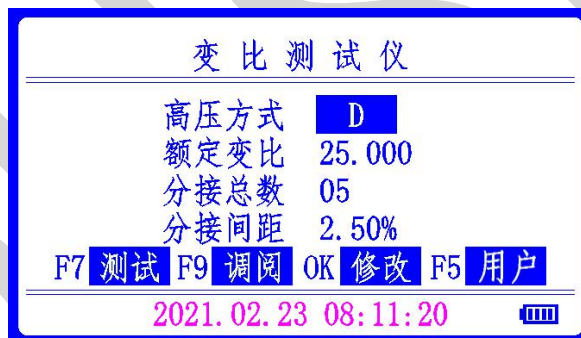 变比测试仪
高压方式 D
额定变比 25.000
分接总数 05
分接间距 2.50%
F7 测试 F9 调阅 OK 修改 F5 用户
2021.02.23 08:11:20